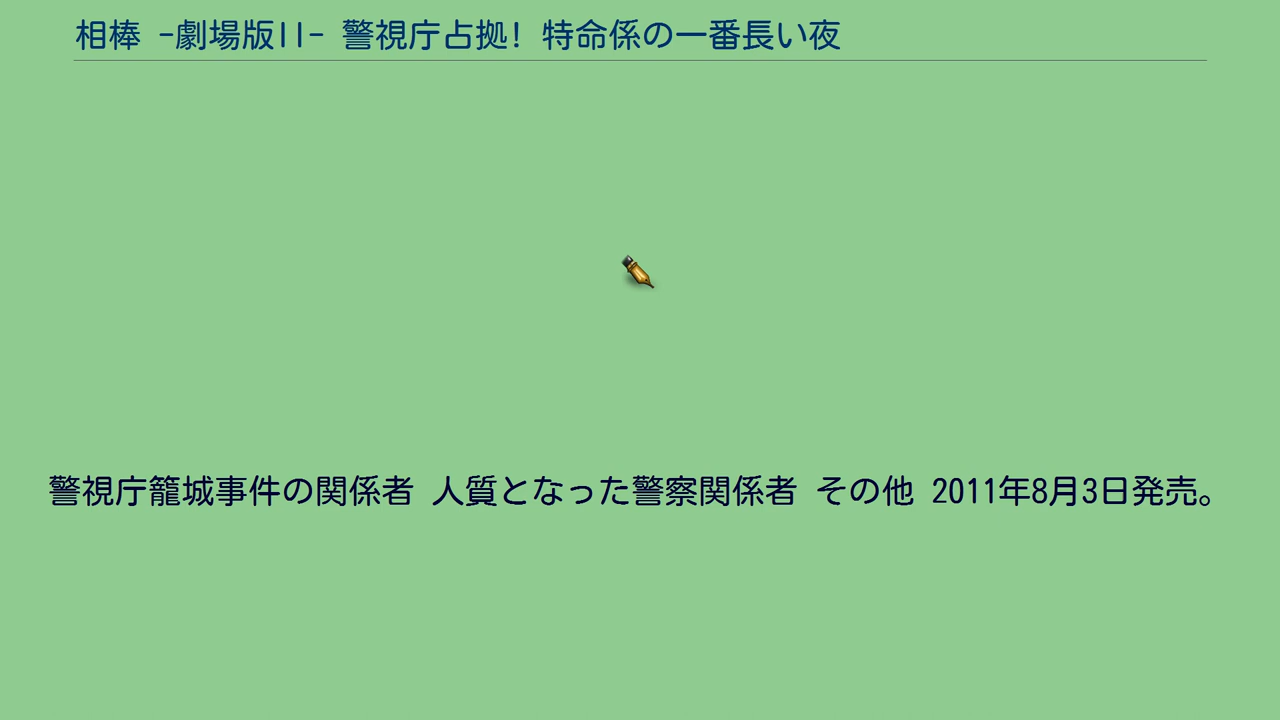 相棒 -劇場版II- 警視庁占拠! 特命係の一番長い夜
警視庁籠城事件の関係者 人質となった警察関係者 その他 2011年8月3日発売。